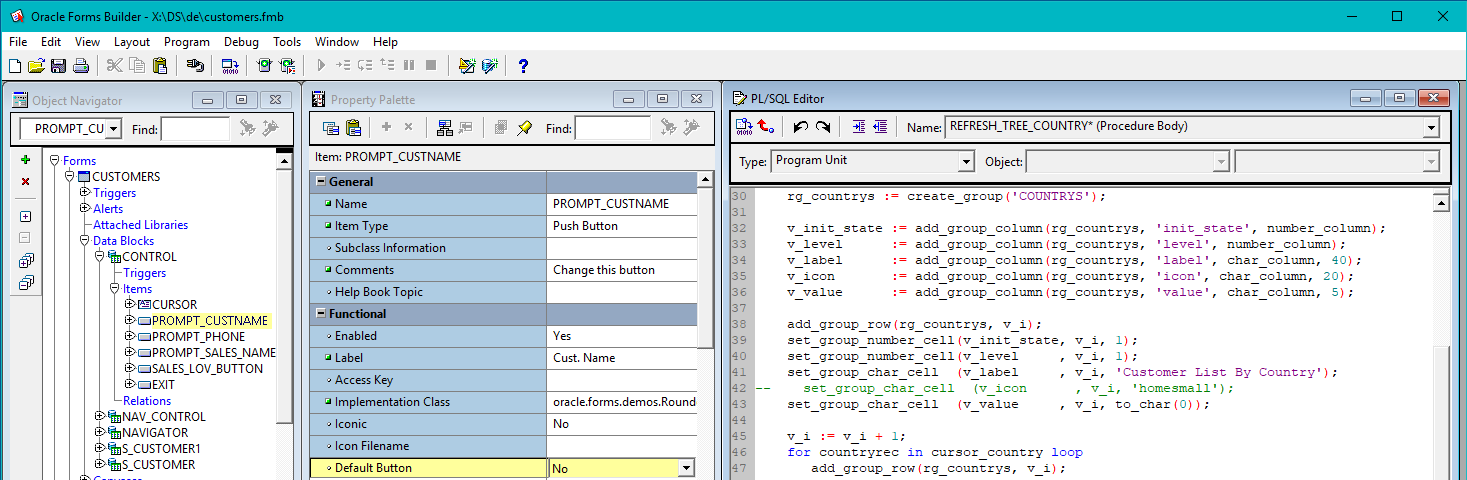 Oracle Forms Builder - X:\DS\de\customers.fmb
File Edit View Layout Program Debug Tools Window Help
Object Navigator
PROMPT_CU Find:
Forms
CUSTOMERS
Triggers
Alerts
Attached Libraries
Data Blocks
CONTROL
Triggers
Items
CURSOR
PROMPT_CUSTNAME
PROMPT_PHONE
PROMPT_SALES_NAME
SALES_LOV_BUTTON
EXIT
Relations
NAV_CONTROL
NAVIGATOR
S_CUSTOMER1
S_CUSTOMER
Property Palette
Find:
Item: PROMPT_CUSTNAME
General
Name PROMPT_CUSTNAME
Item Type Push Button
Subclass Information
Comments Change this button
Help Book Topic
Functional
Enabled Yes
Label Cust. Name
Access Key
Implementation Class oracle.forms.demos.Round
Iconic No
Icon Filename
Default Button No
PL/SQL Editor
Name: REFRESH_TREE_COUNTRY* (Procedure Body)
Type: Program Unit Object:
30 rg_countrys := create_group('COUNTRYS');
31
32 v_init_state := add_group_column(rg_countrys, 'init_state', number_column);
33 v_level := add_group_column(rg_countrys, 'level', number_column);
34 v_label := add_group_column(rg_countrys, 'label', char_column, 40);
35 v_icon := add_group_column(rg_countrys, 'icon', char_column, 20);
36 v_value := add_group_column(rg_countrys, 'value', char_column, 5);
37
38 add_group_row(rg_countrys, v_i);
39 set_group_number_cell(v_init_state, v_i, 1);
40 set_group_number_cell(v_level , v_i, 1);
41 set_group_char_cell (v_label , v_i, 'Customer List By Country');
42 -- set_group_char_cell (v_icon , v_i, 'homesmall');
43 set_group_char_cell (v_value , v_i, to_char(0));
44
45 v_i := v_i + 1;
46 for countryrec in cursor_country loop
47 add_group_row(rg_countrys, v_i);